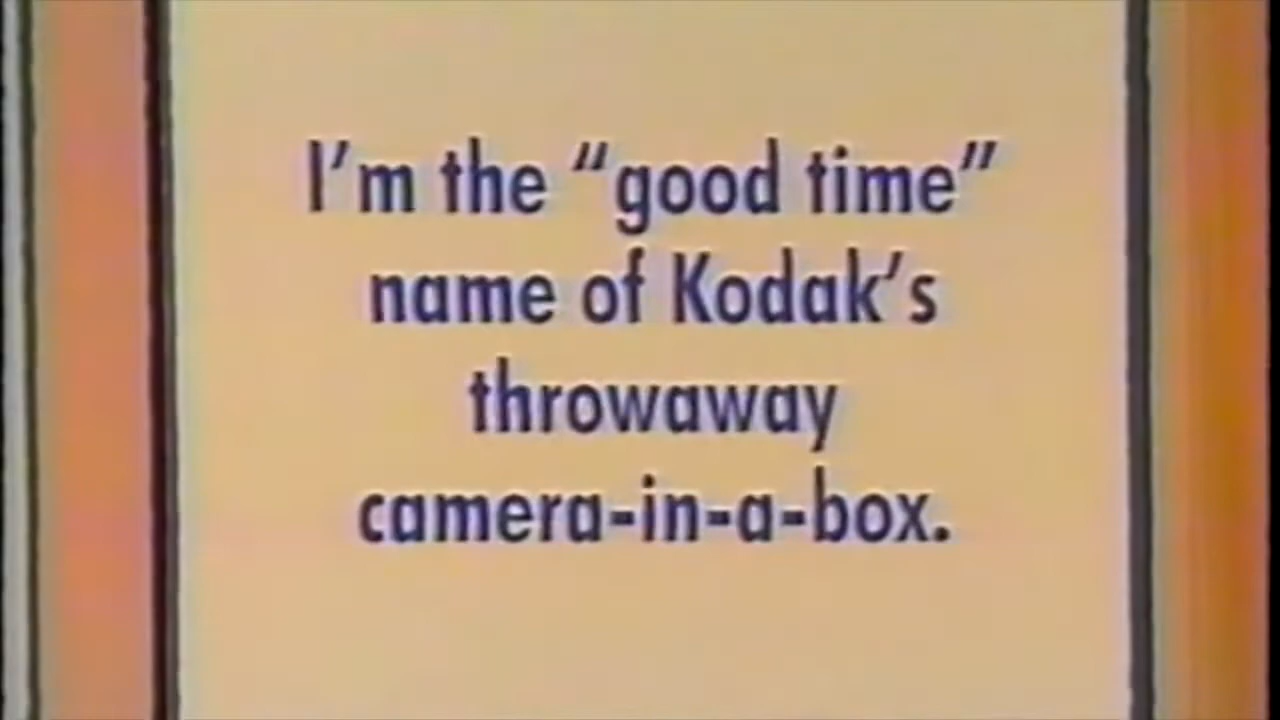 I'm the "good time"
name of Kodak's
throwaway
camera-in-a-box.